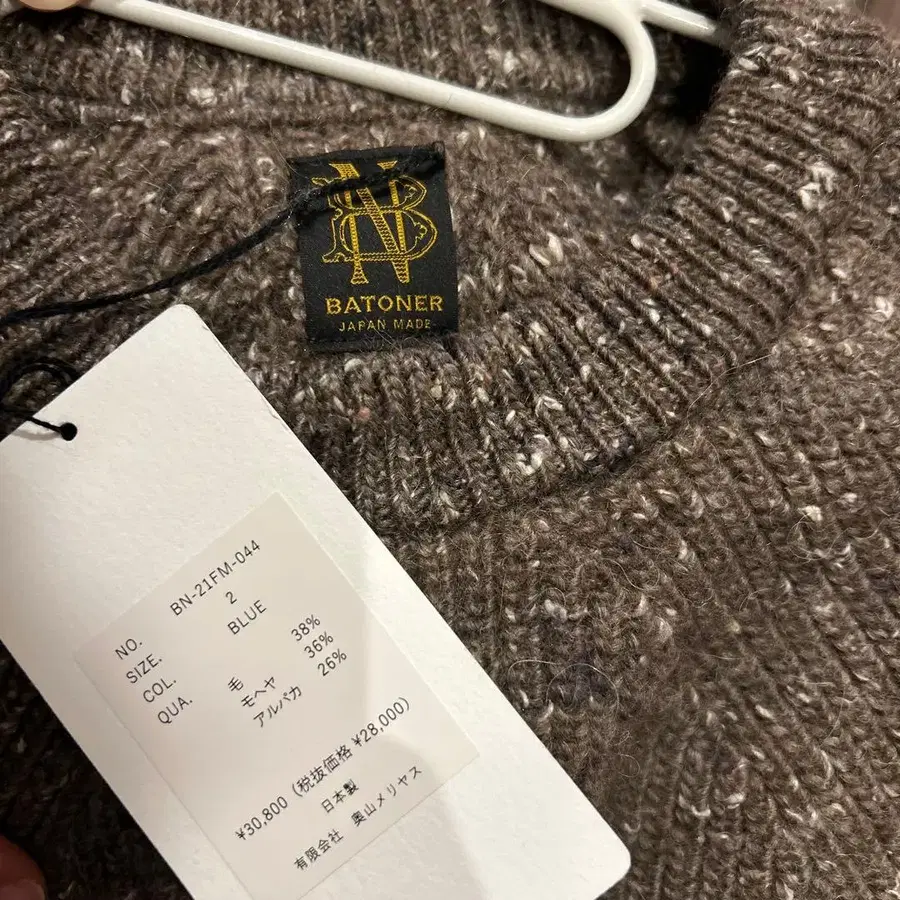 BN
BATONER
JAPAN MADE
NO. BN-21FM-044
SIZE. 2
COL. BLUE
QUA. 毛 38%
モヘヤ 36%
アルパカ 26%
¥30,800 (税抜価格 ¥28,000)
日本製
有限会社 奥山メリヤス